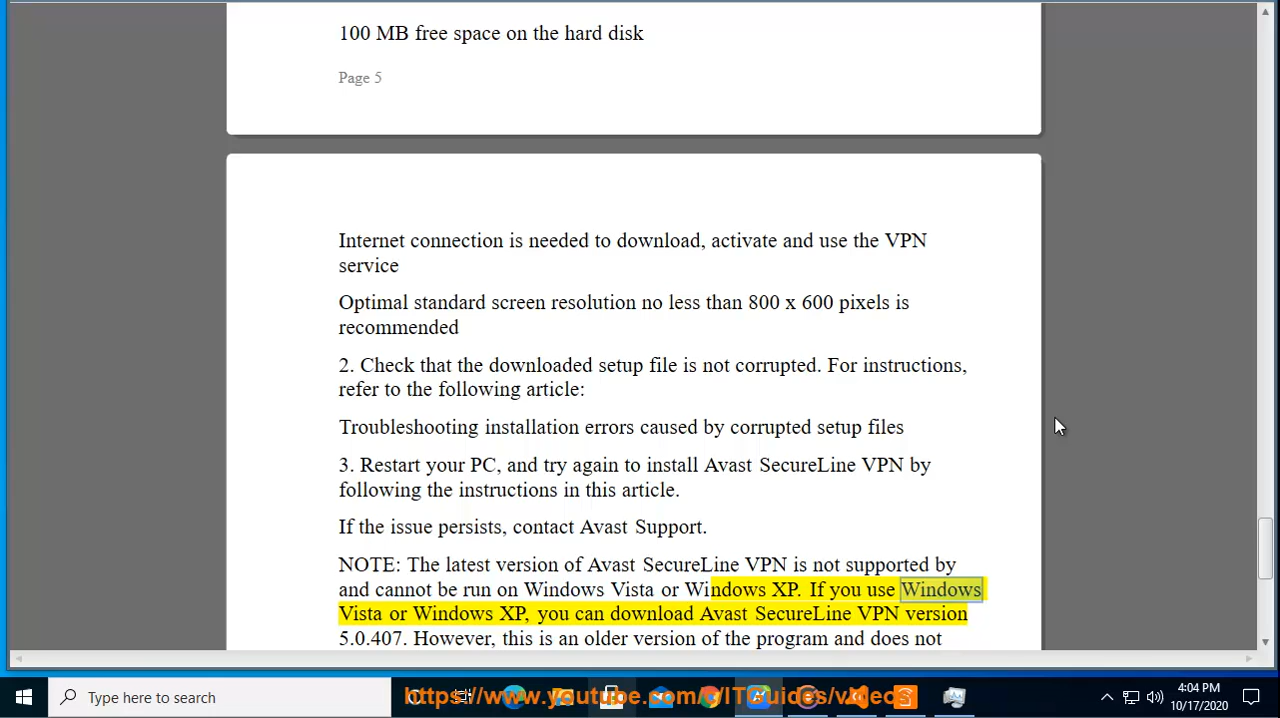 100 MB free space on the hard disk
Page 5
Internet connection is needed to download, activate and use the VPN
service
Optimal standard screen resolution no less than 800 x 600 pixels is
recommended
2. Check that the downloaded setup file is not corrupted. For instructions,
refer to the following article:
Troubleshooting installation errors caused by corrupted setup files
3. Restart your PC, and try again to install Avast SecureLine VPN by
following the instructions in this article.
If the issue persists, contact Avast Support.
NOTE: The latest version of Avast SecureLine VPN is not supported by
and cannot be run on Windows Vista or Windows XP. If you use Windows
Vista or Windows XP, you can download Avast SecureLine VPN version
5.0.407. However, this is an older version of the program and does not
Type here to search
https://www.youtube.com/c/ITGuides/videos
4:04 PM
10/17/2020